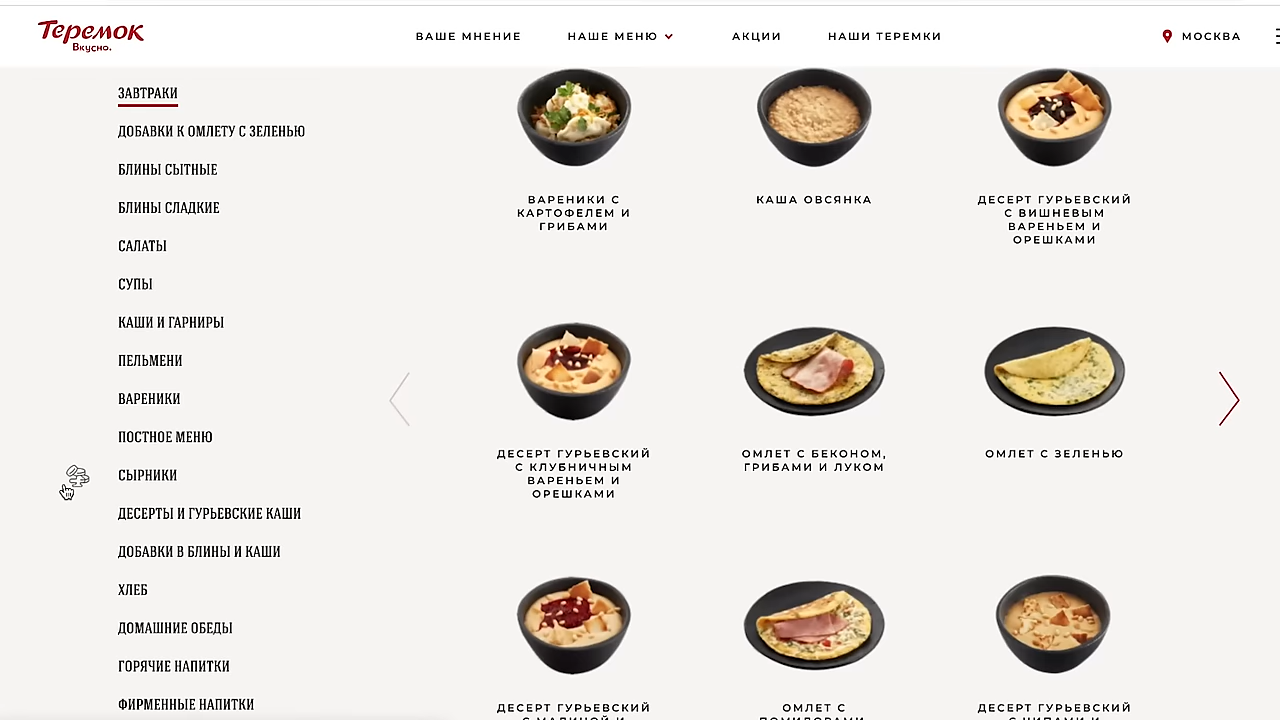 Теремок
Вкусно.
ВАШЕ МНЕНИЕ
НАШЕ МЕНЮ
АКЦИИ
НАШИ ТЕРЕМКИ
МОСКВА
ЗАВТРАКИ
ДОБАВКИ К ОМЛЕТУ С ЗЕЛЕНЬЮ
БЛИНЫ СЫТНЫЕ
БЛИНЫ СЛАДКИЕ
САЛАТЫ
СУПЫ
КАШИ И ГАРНИРЫ
ПЕЛЬМЕНИ
ВАРЕНИКИ
ПОСТНОЕ МЕНЮ
СЫРНИКИ
ДЕСЕРТЫ И ГУРЬЕВСКИЕ КАШИ
ДОБАВКИ В БЛИНЫ И КАШИ
ХЛЕБ
ДОМАШНИЕ ОБЕДЫ
ГОРЯЧИЕ НАПИТКИ
ФИРМЕННЫЕ НАПИТКИ
ВАРЕНИКИ С
КАРТОФЕЛЕМ И
ГРИБАМИ
КАША ОВСЯНКА
ДЕСЕРТ ГУРЬЕВСКИЙ
С ВИШНЕВЫМ
ВАРЕНЬЕМ И
ОРЕШКАМИ
ДЕСЕРТ ГУРЬЕВСКИЙ
С КЛУБНИЧНЫМ
ВАРЕНЬЕМ И
ОРЕШКАМИ
ОМЛЕТ С БЕКОНОМ,
ГРИБАМИ И ЛУКОМ
ОМЛЕТ С ЗЕЛЕНЬЮ
ДЕСЕРТ ГУРЬЕВСКИЙ
С МАЛИНОЙ И
ОМЛЕТ С
ПОМИДОРАМИ
ДЕСЕРТ ГУРЬЕВСКИЙ